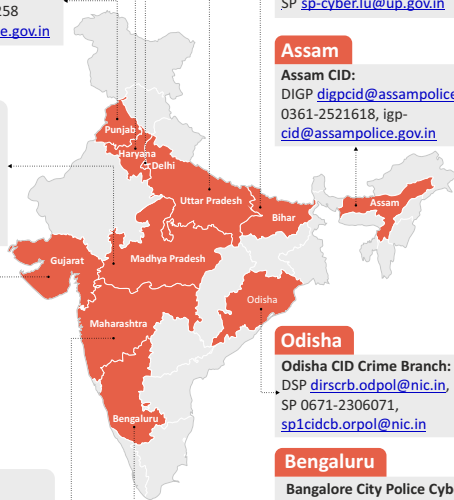 258
e.gov.in
SP sp-cyber.lu@up.gov.in
Assam
Assam CID:
DIGP digpcid@assampolice
0361-2521618, igp-
cid@assampolice.gov.in
Punjab
Haryana
Delhi
Uttar Pradesh
Bihar
Assam
Gujarat
Madhya Pradesh
Odisha
Maharashtra
Bengaluru
Odisha
Odisha CID Crime Branch:
DSP dirscrb.odpol@nic.in,
SP 0671-2306071,
sp1cidcb.orpol@nic.in
Bengaluru
Bangalore City Police Cyb